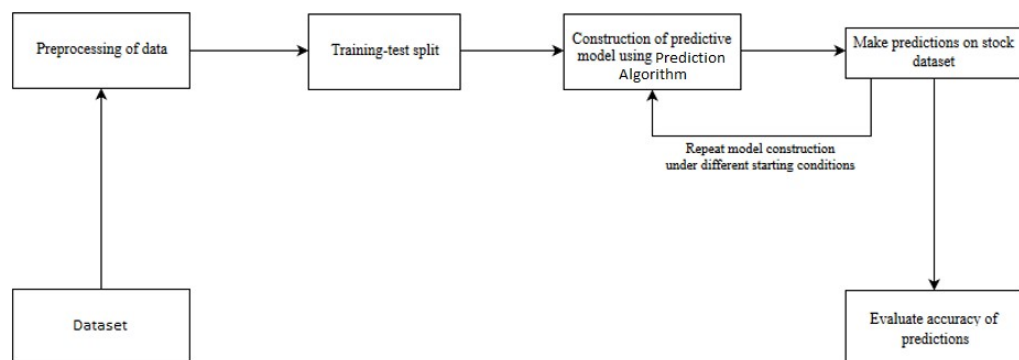 Preprocessing of data
Training-test split
Construction of predictive
model using Prediction
Algorithm
Make predictions on stock
dataset
Repeat model construction
under different starting conditions
Dataset
Evaluate accuracy of
predictions